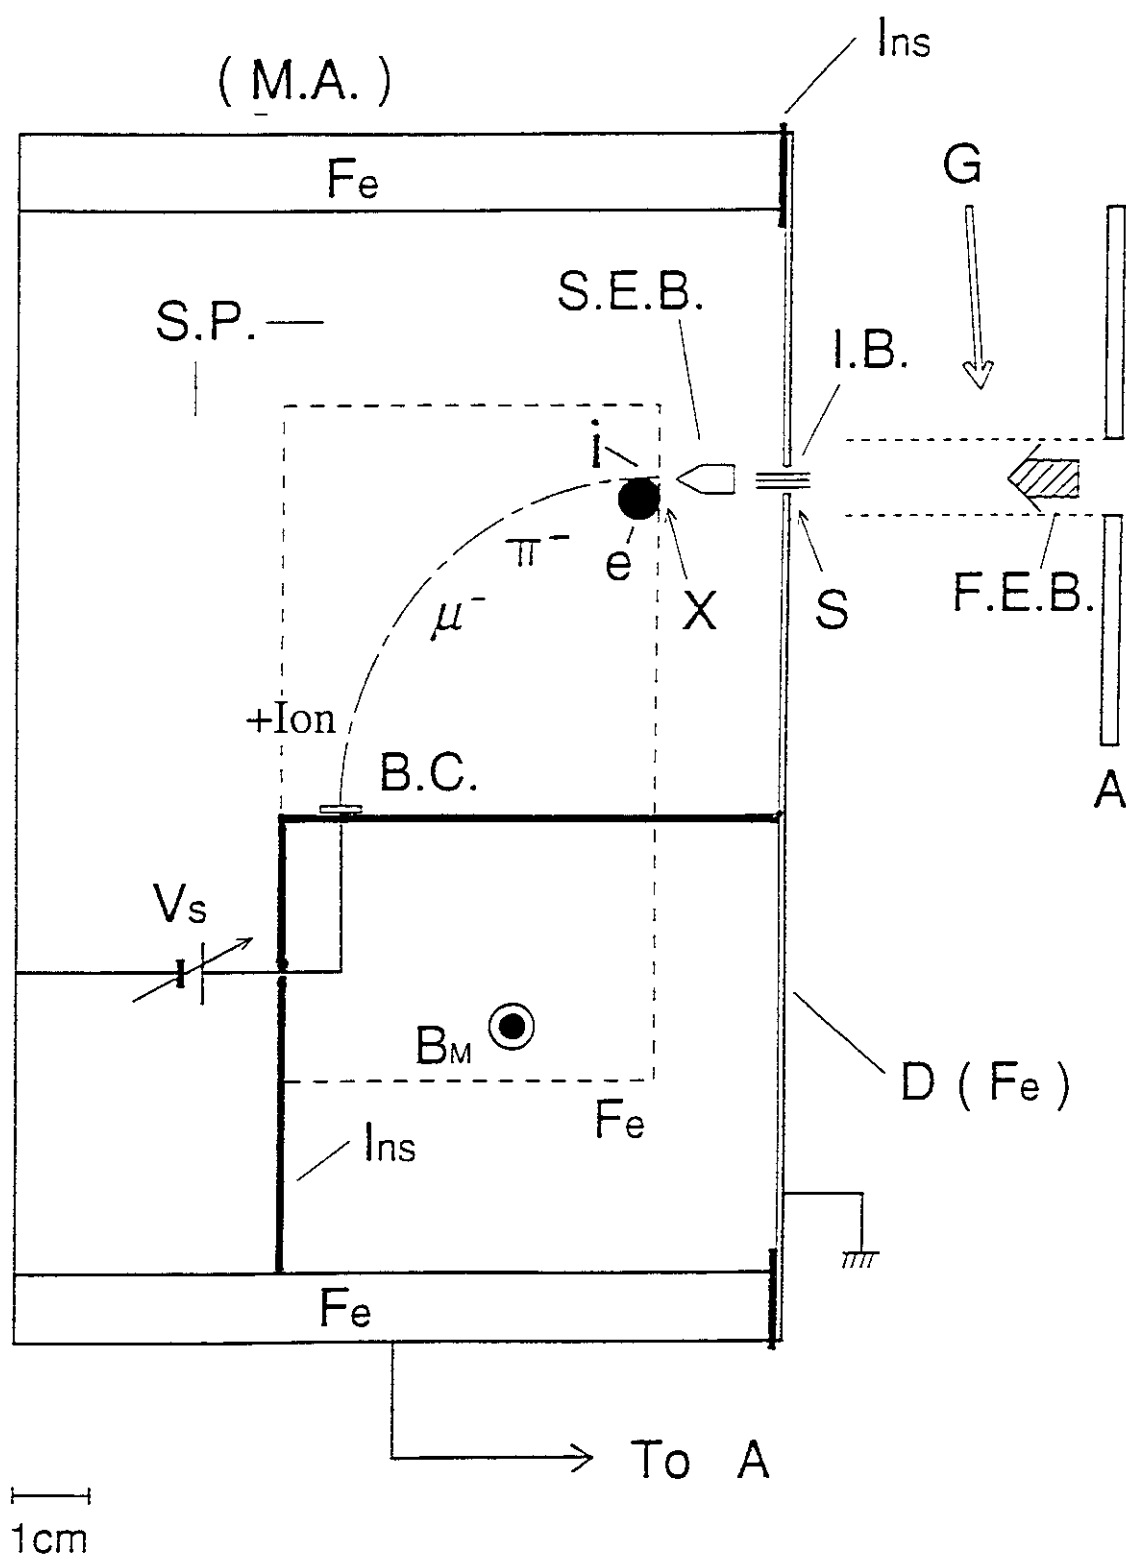 Ins
( M.A. )
Fe
G
S.E.B.
S.P.
I.B.
i
π⁻
e
X
S
F.E.B.
μ⁻
+Ion
B.C.
A
Vs
BM
D ( Fe )
Fe
Ins
Fe
To A
1cm